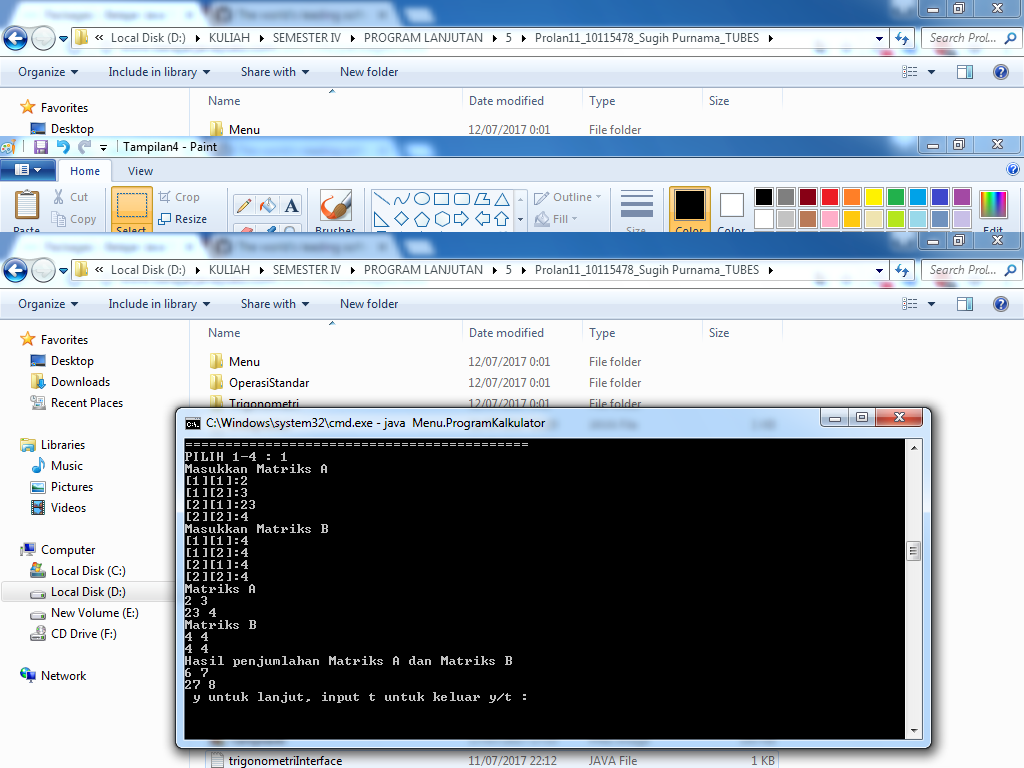 Local Disk (D:) KULIAH SEMESTER IV PROGRAM LANJUTAN 5 Prolan11_10115478_Sugih Purnama_TUBES Search Prol...
Organize Include in library Share with New folder
Favorites Name Date modified Type Size
Desktop Menu 12/07/2017 0:01 File folder
Tampilan4 - Paint
Home View
Cut Crop Outline
Copy Resize A Fill
Paste Select Brushes Size Color Color Edit
« Local Disk (D:) KULIAH SEMESTER IV PROGRAM LANJUTAN 5 Prolan11_10115478_Sugih Purnama_TUBES Search Prol...
Organize Include in library Share with New folder
Name Date modified Type Size
Favorites
Desktop Menu 12/07/2017 0:01 File folder
Downloads OperasiStandar 12/07/2017 0:01 File folder
Recent Places Trigonometri 12/07/2017 0:01 File folder
Libraries
Music
Pictures
Videos
Computer
Local Disk (C:)
Local Disk (D:)
New Volume (E:)
CD Drive (F:)
Network
C:\Windows\system32\cmd.exe - java Menu.ProgramKalkulator
===========================================
PILIH 1-4 : 1
Masukkan Matriks A
[1][1]:2
[1][2]:3
[2][1]:23
[2][2]:4
Masukkan Matriks B
[1][1]:4
[1][2]:4
[2][1]:4
[2][2]:4
Matriks A
2 3
23 4
Matriks B
4 4
4 4
Hasil penjumlahan Matriks A dan Matriks B
6 7
27 8
y untuk lanjut, input t untuk keluar y/t :
trigonometriInterface 11/07/2017 22:12 JAVA File 1 KB